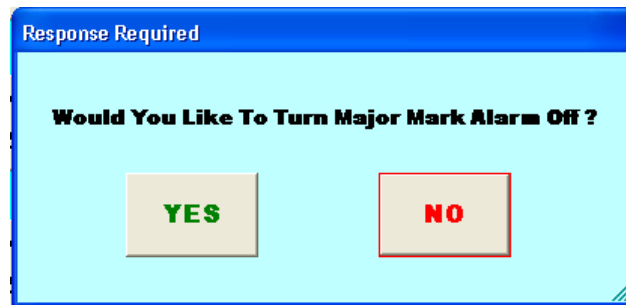 Response Required
Would You Like To Turn Major Mark Alarm Off ?
YES
NO